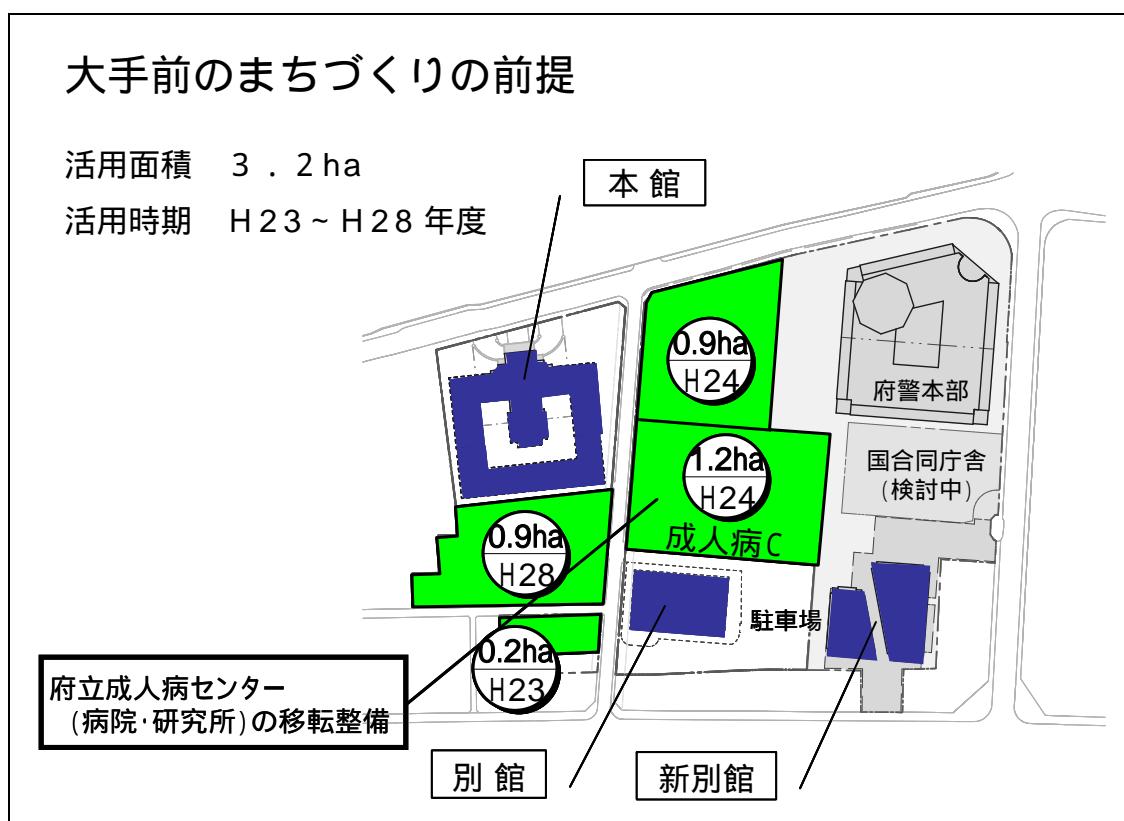 大手前のまちづくりの前提
活用面積　３．２ha
活用時期　H23~H28年度
本 館
0.9ha
H24
府警本部
1.2ha
H24
成人病C
国合同庁舎
(検討中)
0.9ha
H28
駐車場
0.2ha
H23
府立成人病センター
(病院･研究所)の移転整備
別 館
新別館